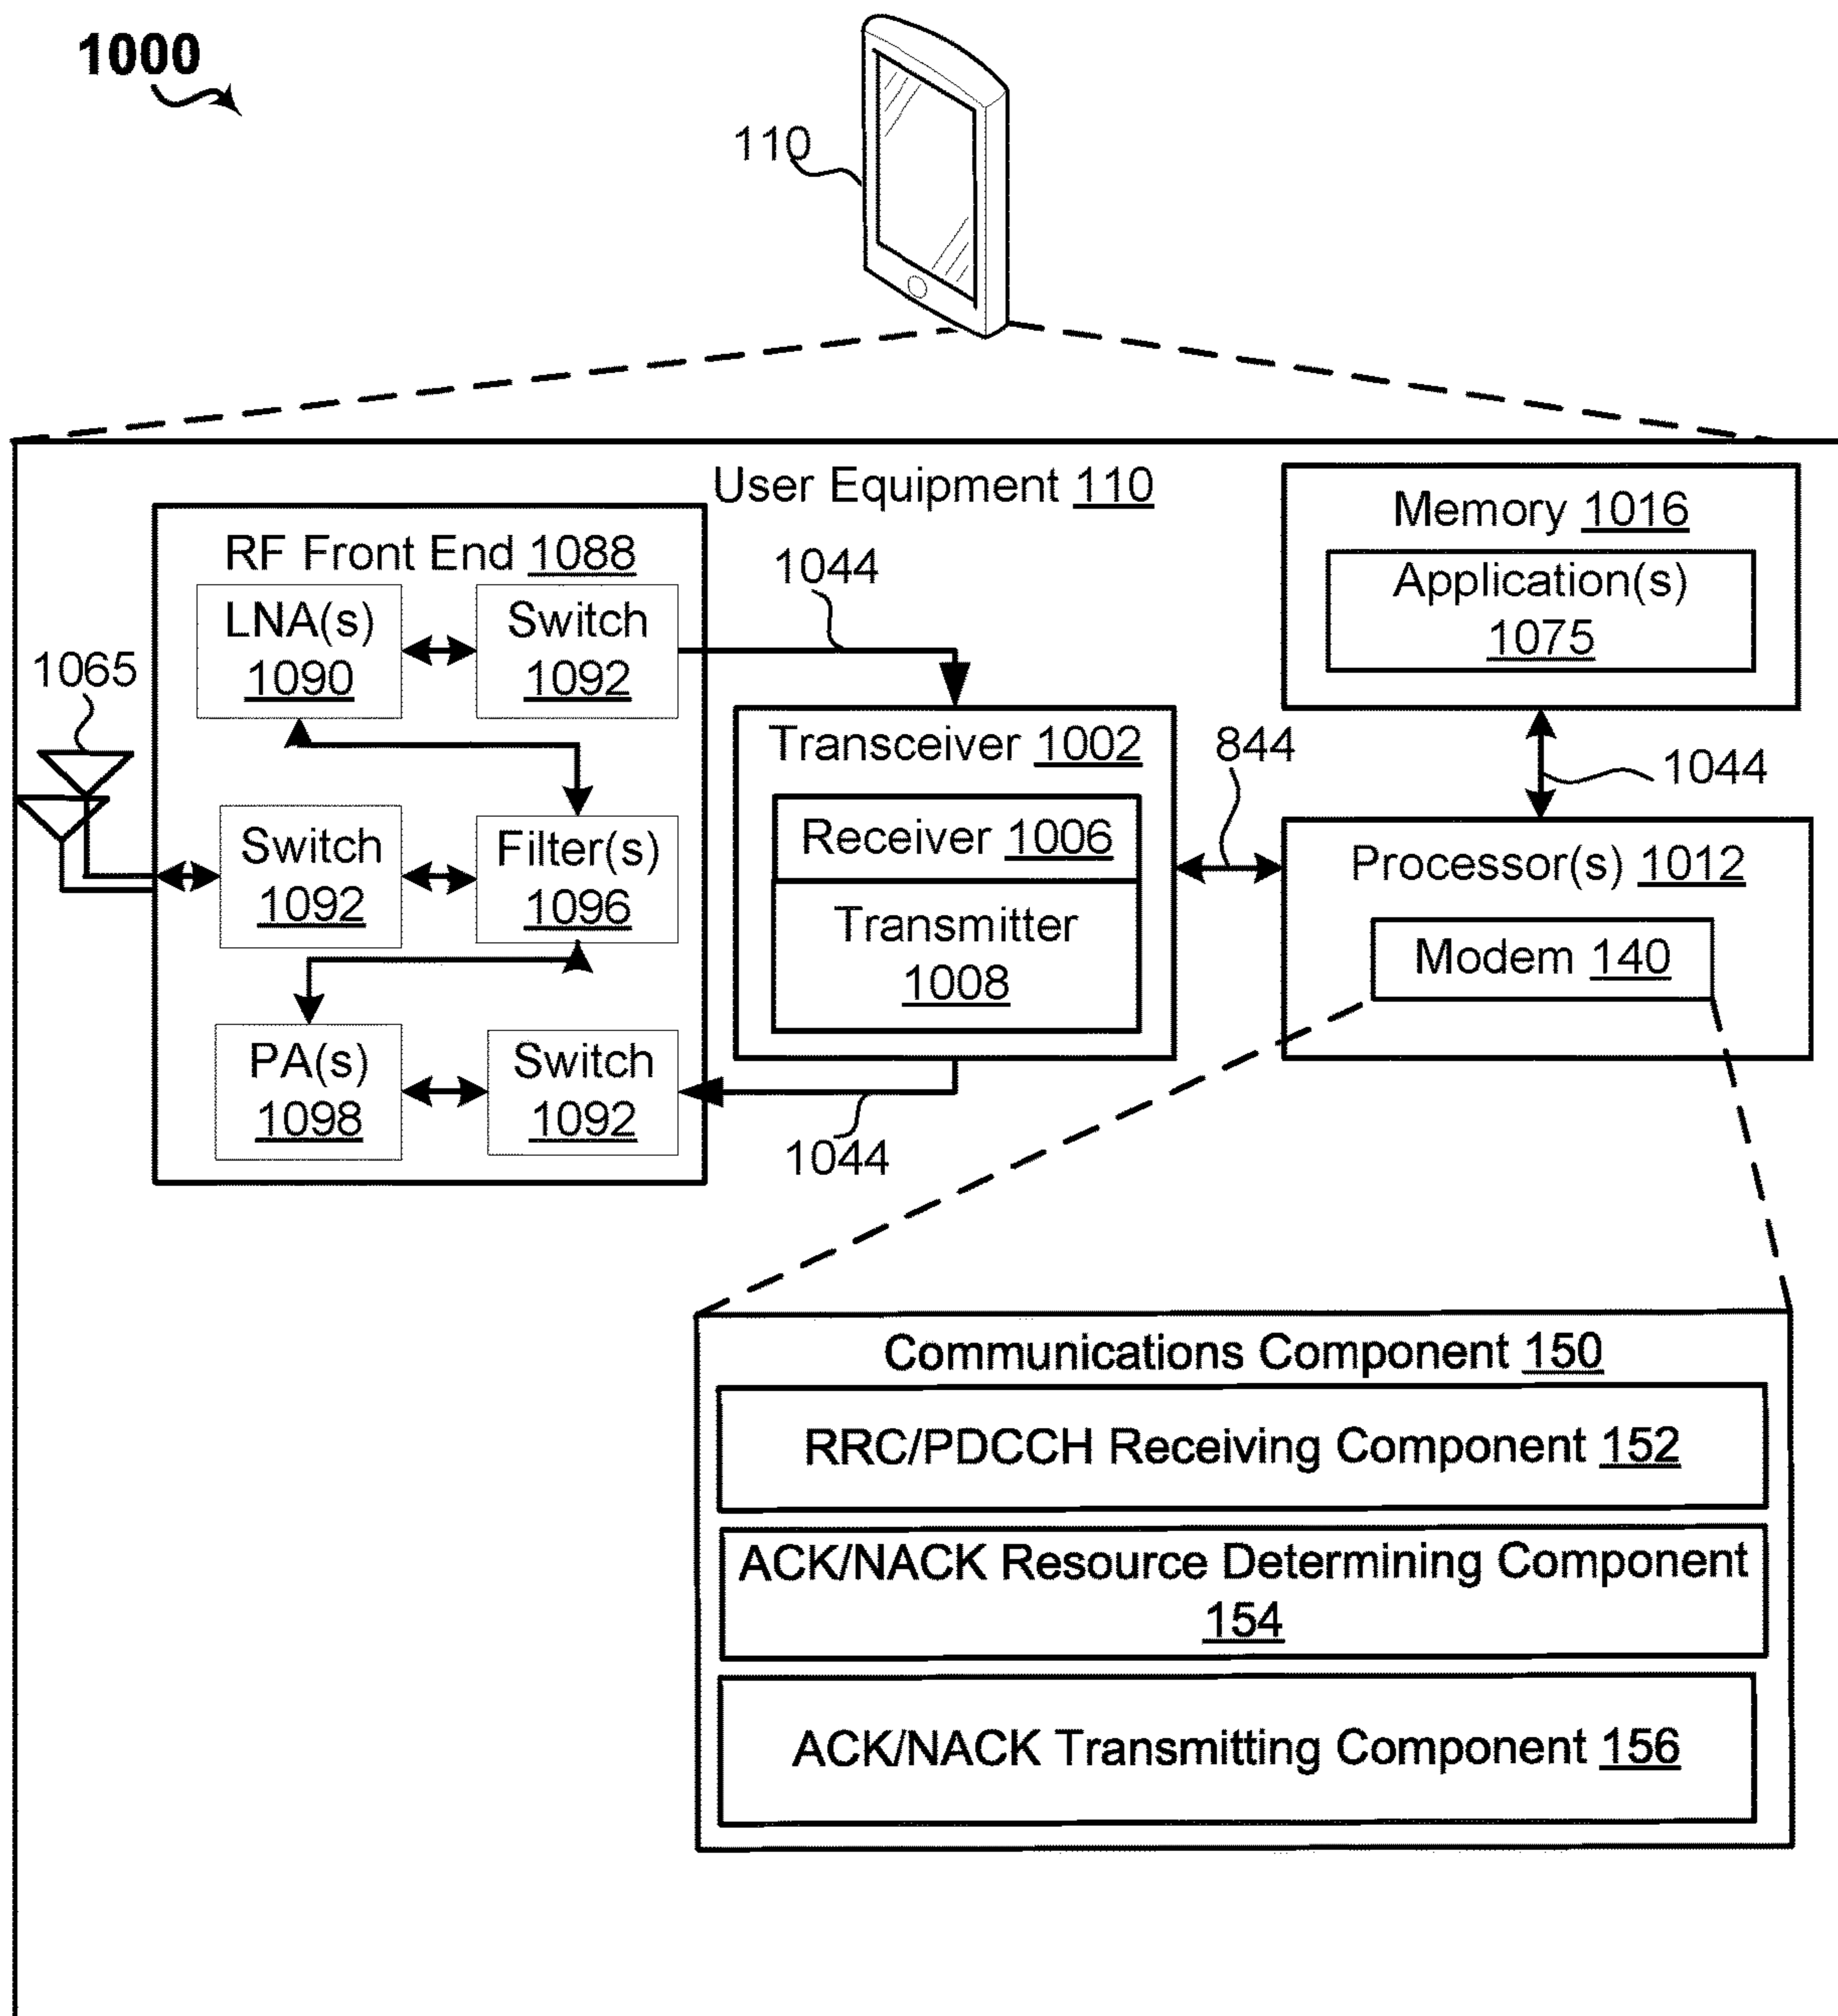 1000
110
User Equipment 110
RF Front End 1088
LNA(s)
1090
Switch
1092
1044
1065
Switch
1092
Filter(s)
1096
PA(s)
1098
Switch
1092
1044
Transceiver 1002
Receiver 1006
Transmitter
1008
844
Memory 1016
Application(s)
1075
1044
Processor(s) 1012
Modem 140
Communications Component 150
RRC/PDCCH Receiving Component 152
ACK/NACK Resource Determining Component
154
ACK/NACK Transmitting Component 156